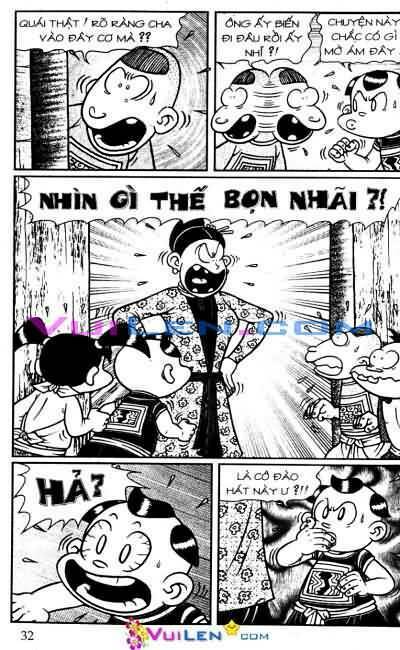 QUÁI THẬT ! RÕ RÀNG CHA
VÀO ĐÂY CƠ MÀ ??
ÔNG ẤY BIẾN
ĐI ĐÂU RỒI ẤY
NHỈ ?!
CHUYỆN NÀY
CHẮC CÓ GÌ
MỜ ÁM ĐÂY
NHÌN GÌ THẾ BỌN NHÃI ?!
VuiLen.com
HẢ?
LÀ CÔ ĐÀO
HÁT NÀY Ư ?!!
32
VuiLen.com